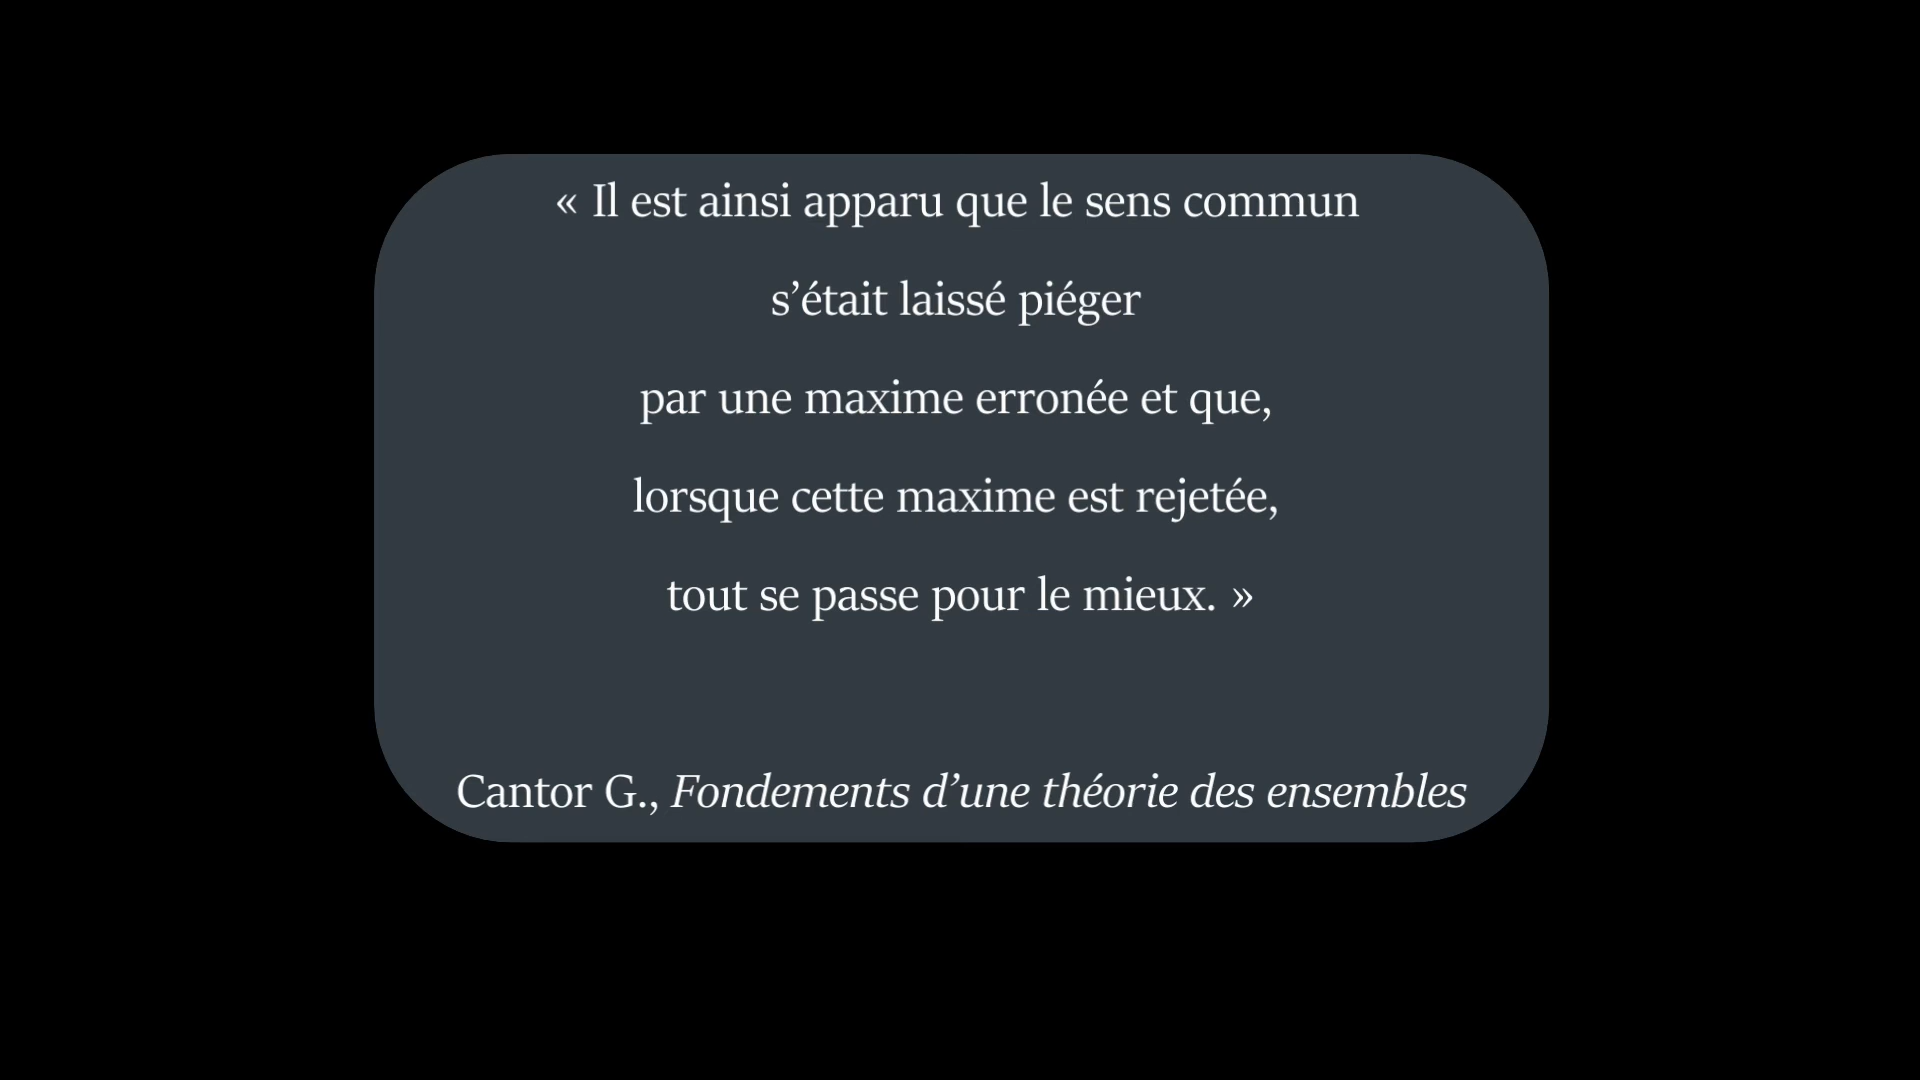 « Il est ainsi apparu que le sens commun
s’était laissé piéger
par une maxime erronée et que,
lorsque cette maxime est rejetée,
tout se passe pour le mieux. »
Cantor G., Fondements d’une théorie des ensembles